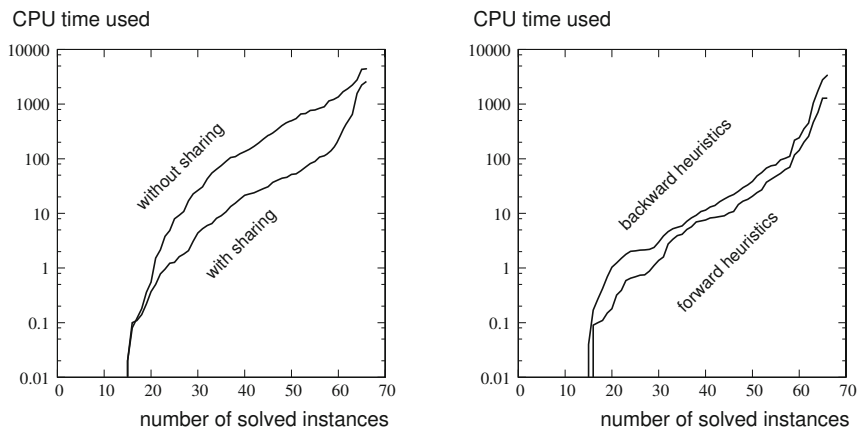 CPU time used
10000
1000
100
10
1
0.1
0.01
without sharing
with sharing
0 10 20 30 40 50 60 70
number of solved instances
CPU time used
10000
1000
100
10
1
0.1
0.01
backward heuristics
forward heuristics
0 10 20 30 40 50 60 70
number of solved instances